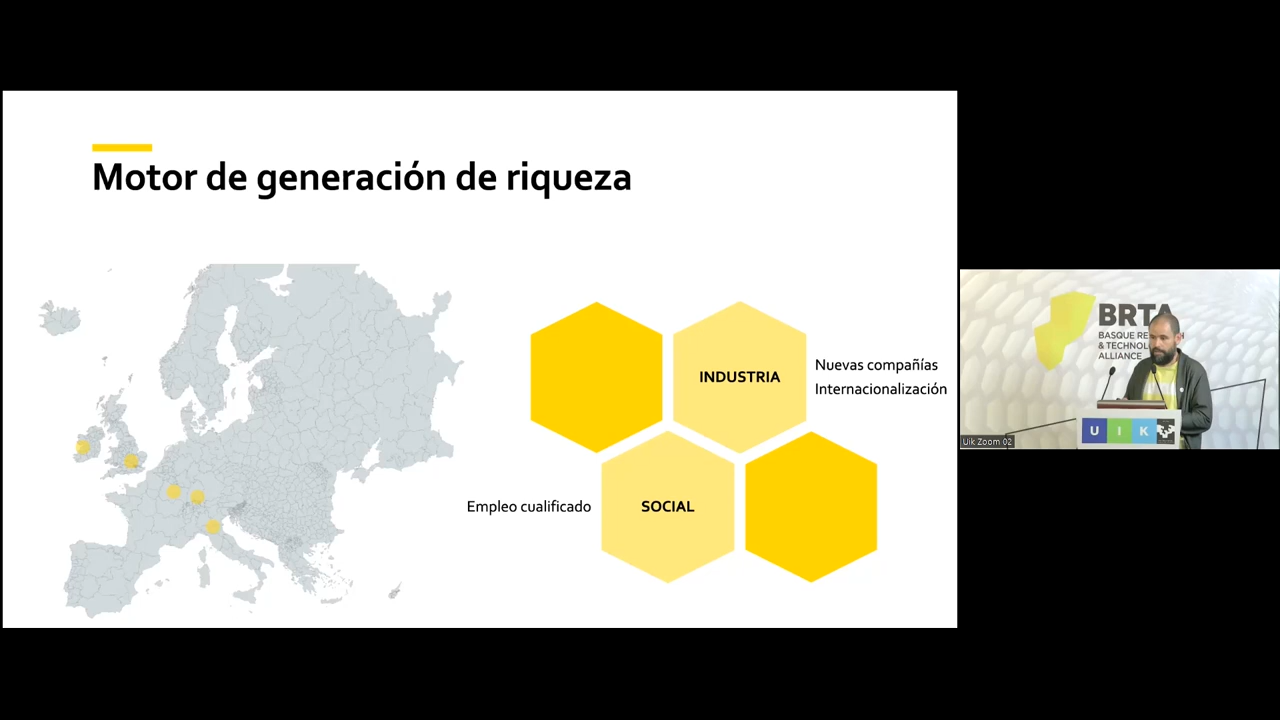 Motor de generación de riqueza
INDUSTRIA
Nuevas compañías
Internacionalización
Empleo cualificado
SOCIAL
BRTA
BASQUE RE
& TECHNOL
ALLIANCE
U I K
Uik Zoom 02